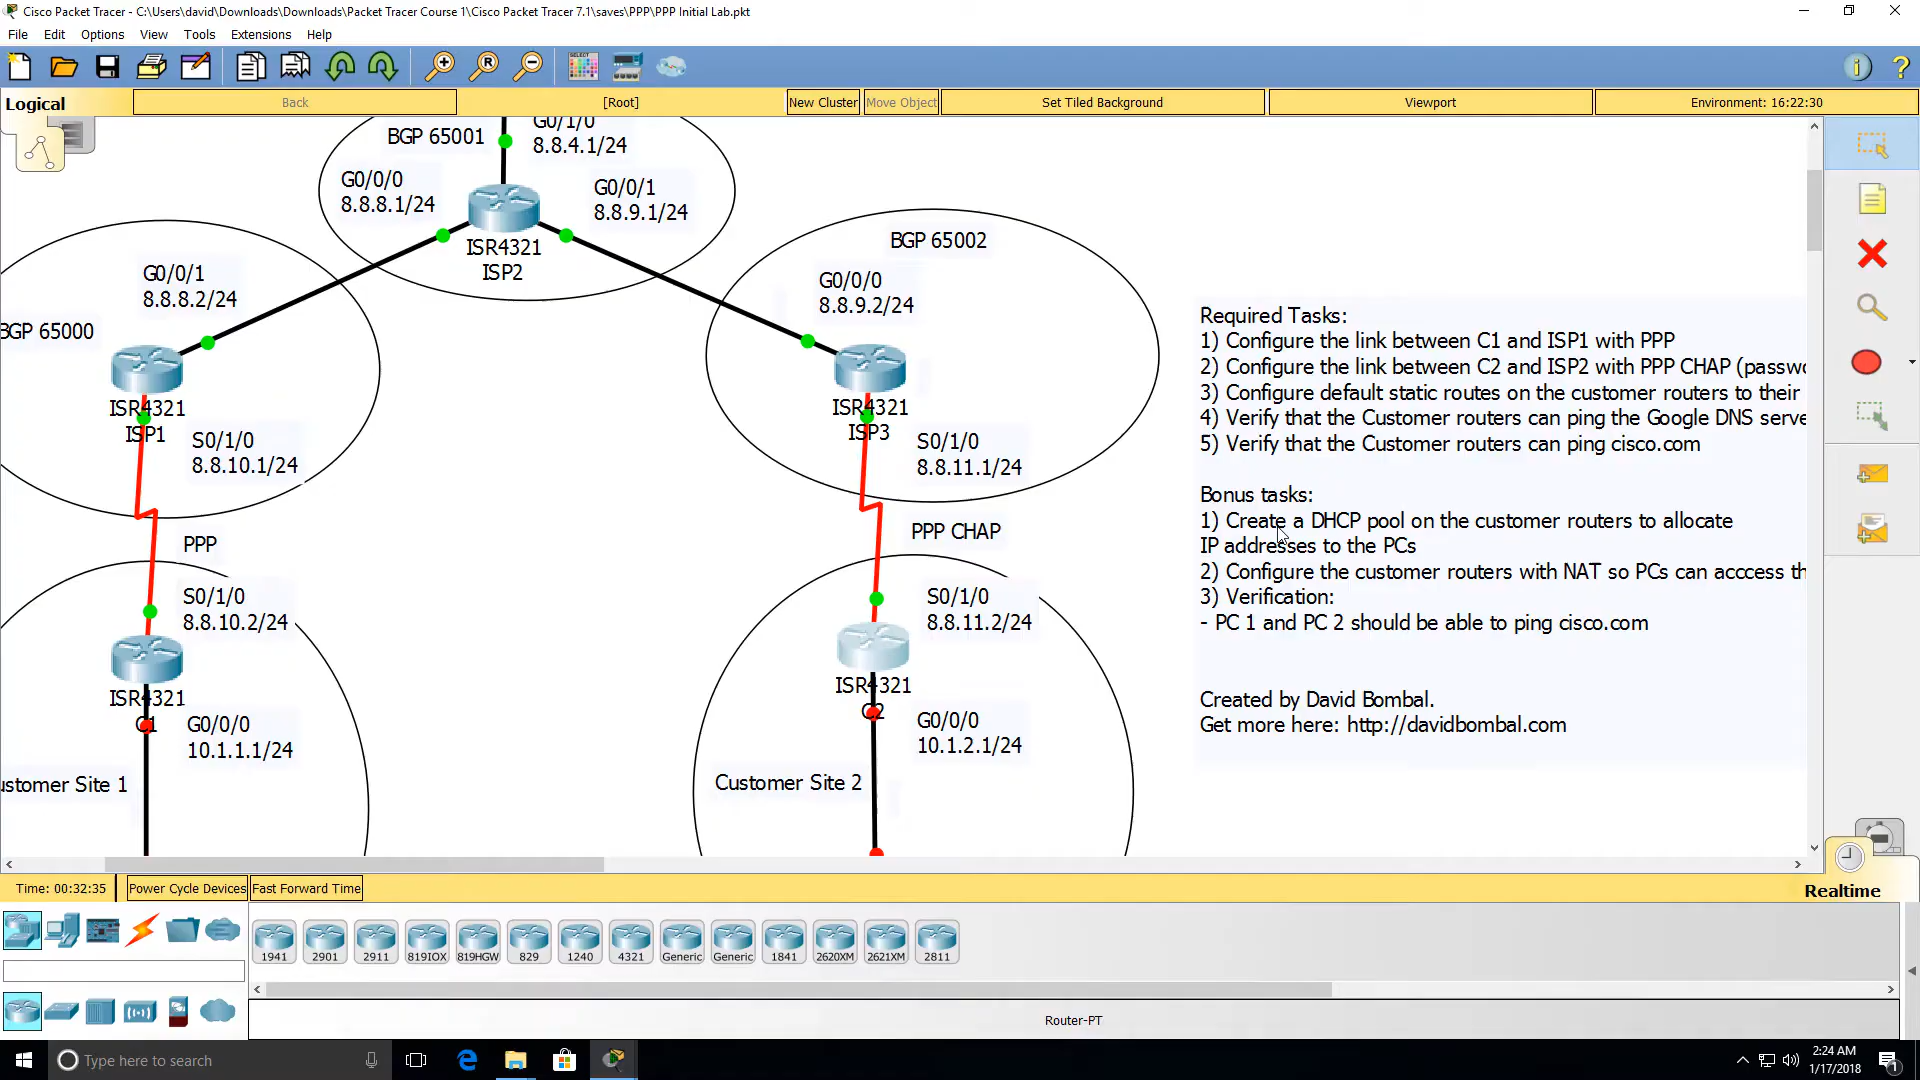 Cisco Packet Tracer - C:\Users\david\Downloads\Downloads\Packet Tracer Course 1\Cisco Packet Tracer 7.1\saves\PPP\PPP Initial Lab.pkt
File Edit Options View Tools Extensions Help
Logical Back [Root] New Cluster Move Object Set Tiled Background Viewport Environment: 16:22:30
BGP 65001
G0/1/0
8.8.4.1/24
G0/0/0
8.8.8.1/24
G0/0/1
8.8.9.1/24
ISR4321
ISP2
BGP 65002
G0/0/1
8.8.8.2/24
G0/0/0
8.8.9.2/24
BGP 65000
ISR4321
ISP1
S0/1/0
8.8.10.1/24
ISR4321
ISP3
S0/1/0
8.8.11.1/24
PPP
PPP CHAP
S0/1/0
8.8.10.2/24
S0/1/0
8.8.11.2/24
ISR4321
C1
G0/0/0
10.1.1.1/24
ISR4321
C2
G0/0/0
10.1.2.1/24
ustomer Site 1
Customer Site 2
Required Tasks:
1) Configure the link between C1 and ISP1 with PPP
2) Configure the link between C2 and ISP2 with PPP CHAP (passwo
3) Configure default static routes on the customer routers to their
4) Verify that the Customer routers can ping the Google DNS serve
5) Verify that the Customer routers can ping cisco.com
Bonus tasks:
1) Create a DHCP pool on the customer routers to allocate
IP addresses to the PCs
2) Configure the customer routers with NAT so PCs can acccess th
3) Verification:
- PC 1 and PC 2 should be able to ping cisco.com
Created by David Bombal.
Get more here: http://davidbombal.com
Time: 00:32:35 Power Cycle Devices Fast Forward Time Realtime
1941 2901 2911 819IOX 819HGW 829 1240 4321 Generic Generic 1841 2620XM 2621XM 2811
Router-PT
Type here to search
2:24 AM
1/17/2018